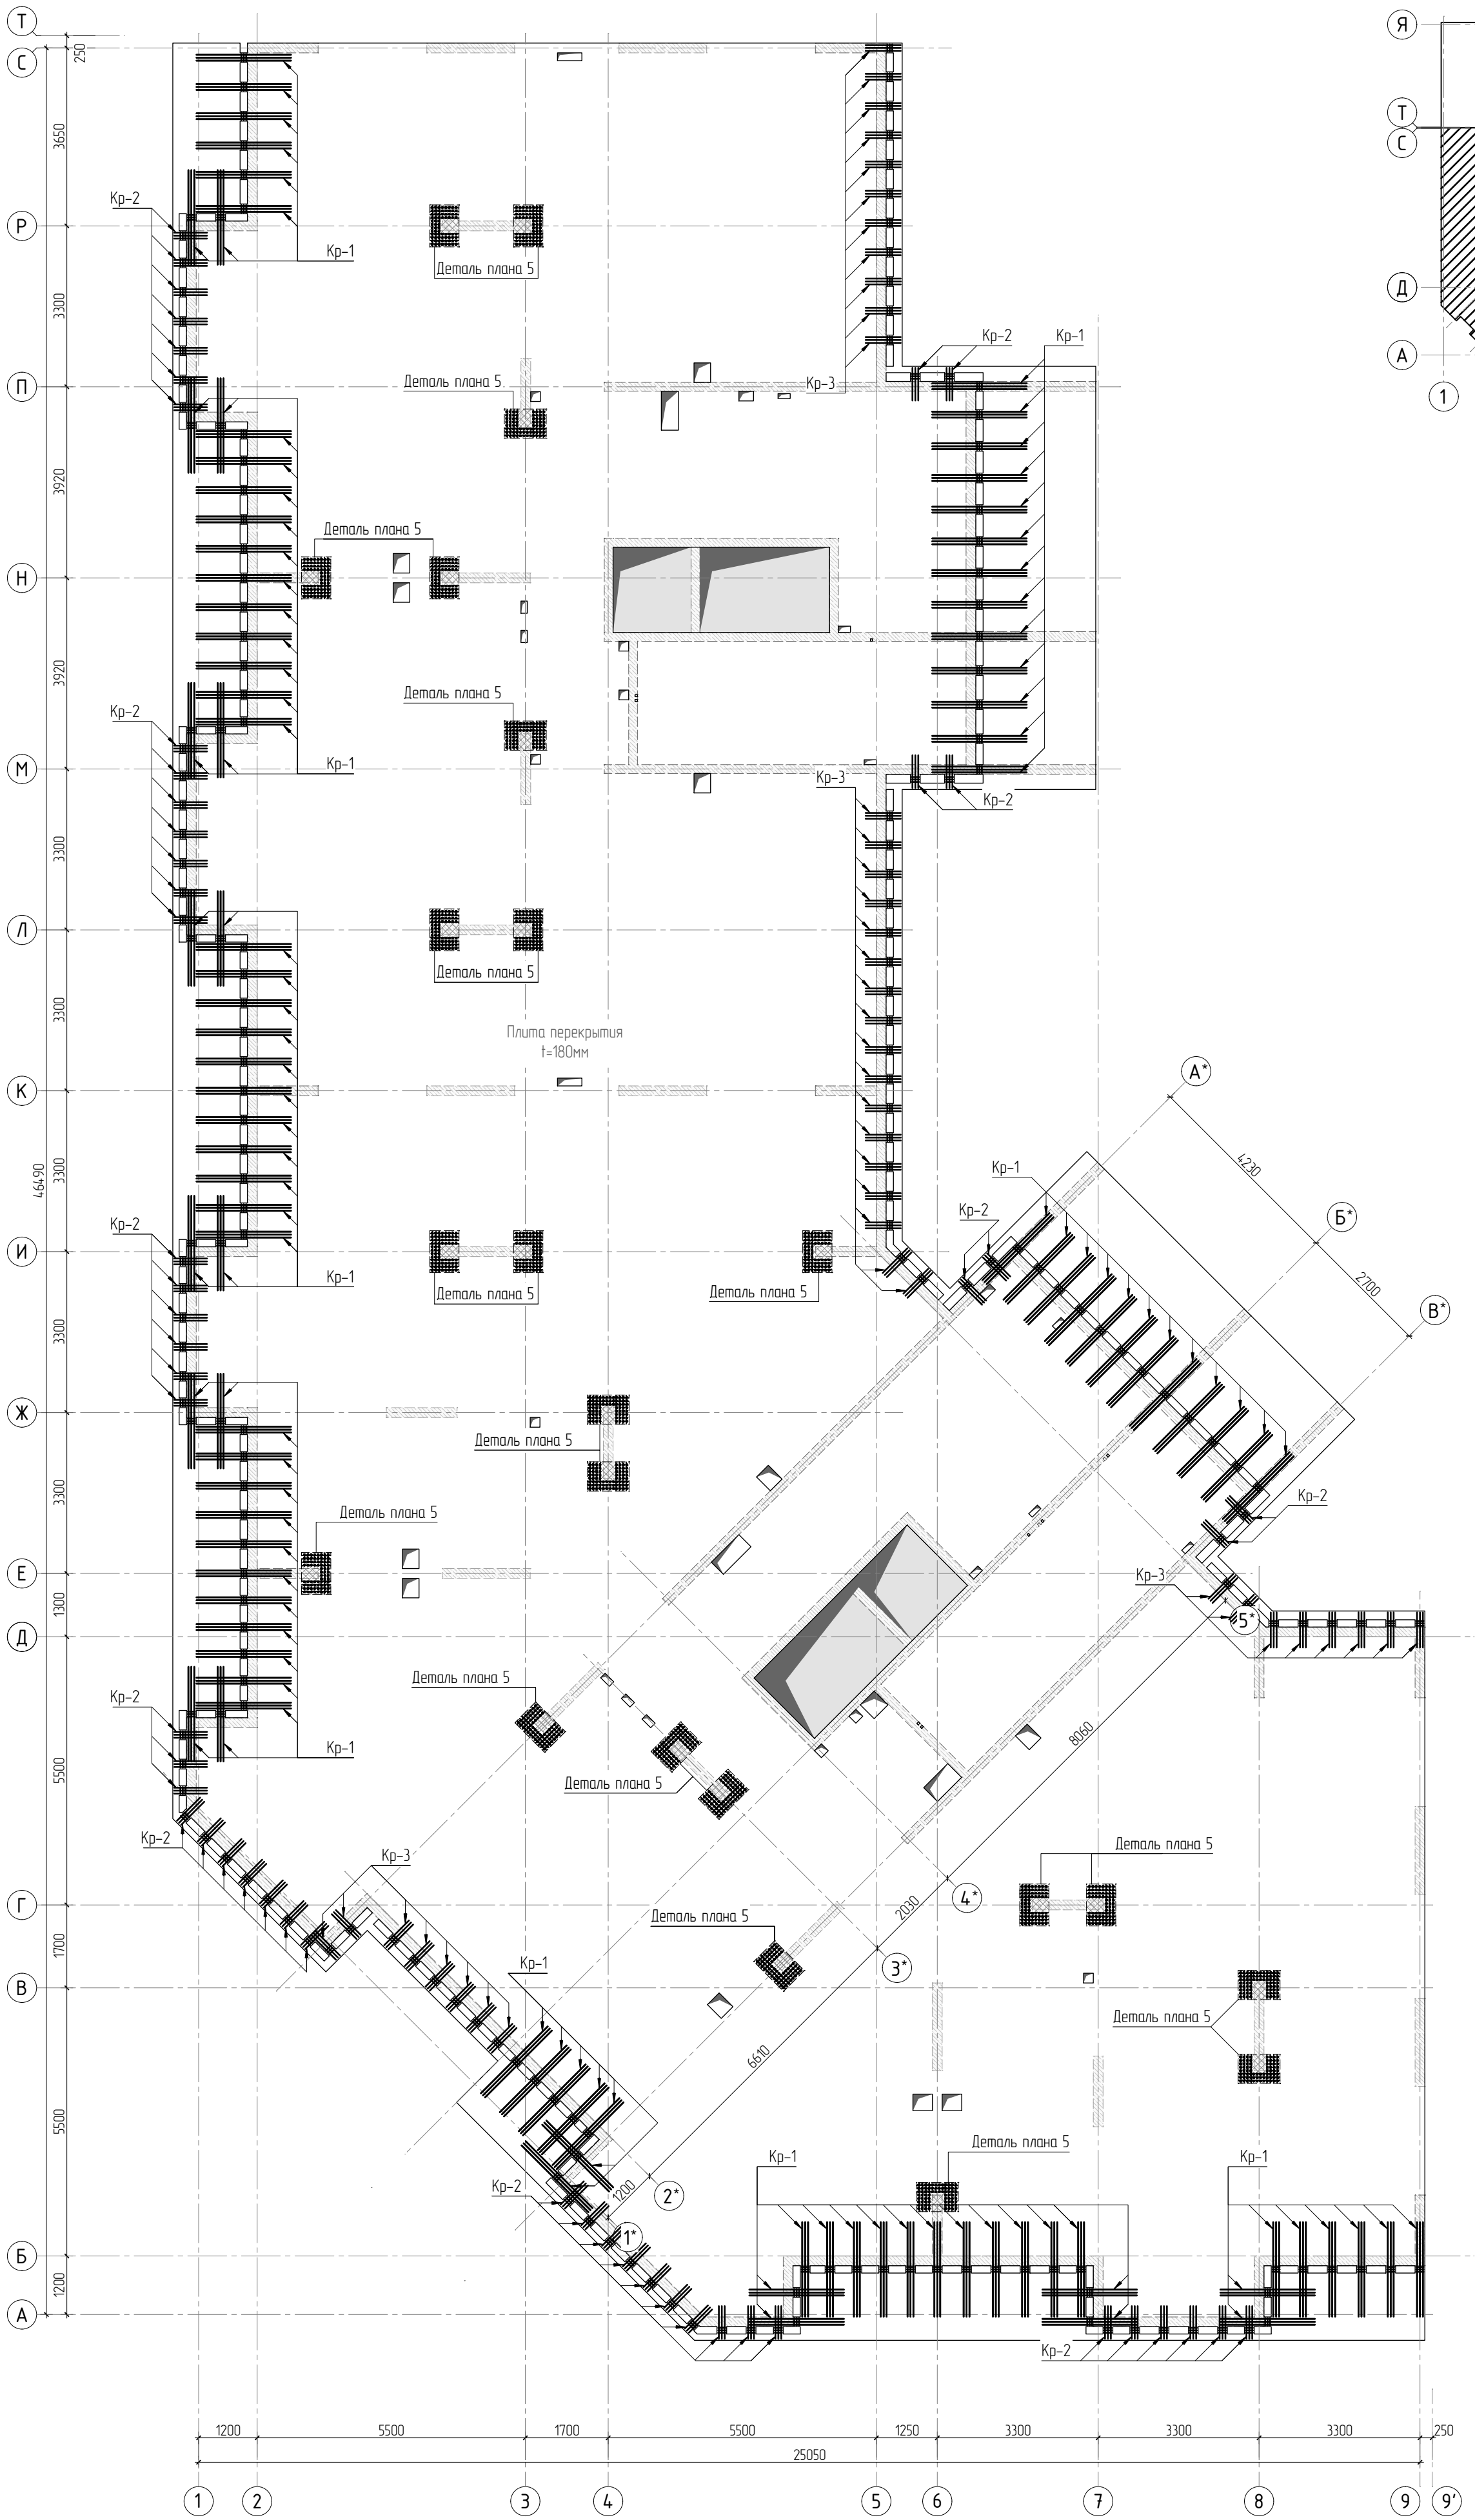 Т
С
250
3650
Р
3300
П
3920
Н
3920
М
3300
Л
3300
К
3300
46490
И
3300
Ж
3300
Е
1300
Д
5500
Г
1700
В
5500
Б
1200
А
Я
Т
С
Д
А
1
Кр-2
Кр-1
Деталь плана 5
Кр-2
Кр-1
Деталь плана 5
Кр-3
Деталь плана 5
Деталь плана 5
Кр-2
Кр-1
Кр-3
Кр-2
Деталь плана 5
Плита перекрытия
t=180мм
А*
4230
Б*
2700
В*
Кр-1
Кр-2
Кр-2
Кр-1
Деталь плана 5
Деталь плана 5
Деталь плана 5
Деталь плана 5
Кр-2
Кр-3
5*
Деталь плана 5
Кр-2
Кр-1
8060
Деталь плана 5
Кр-2
Деталь плана 5
Кр-3
4*
2030
Деталь плана 5
3*
Кр-1
Деталь плана 5
6610
Деталь плана 5
Кр-1
Кр-1
Кр-2
1200
2*
1*
Кр-2
1200
5500
1700
5500
1250
3300
3300
3300
250
25050
1
2
3
4
5
6
7
8
9
9'